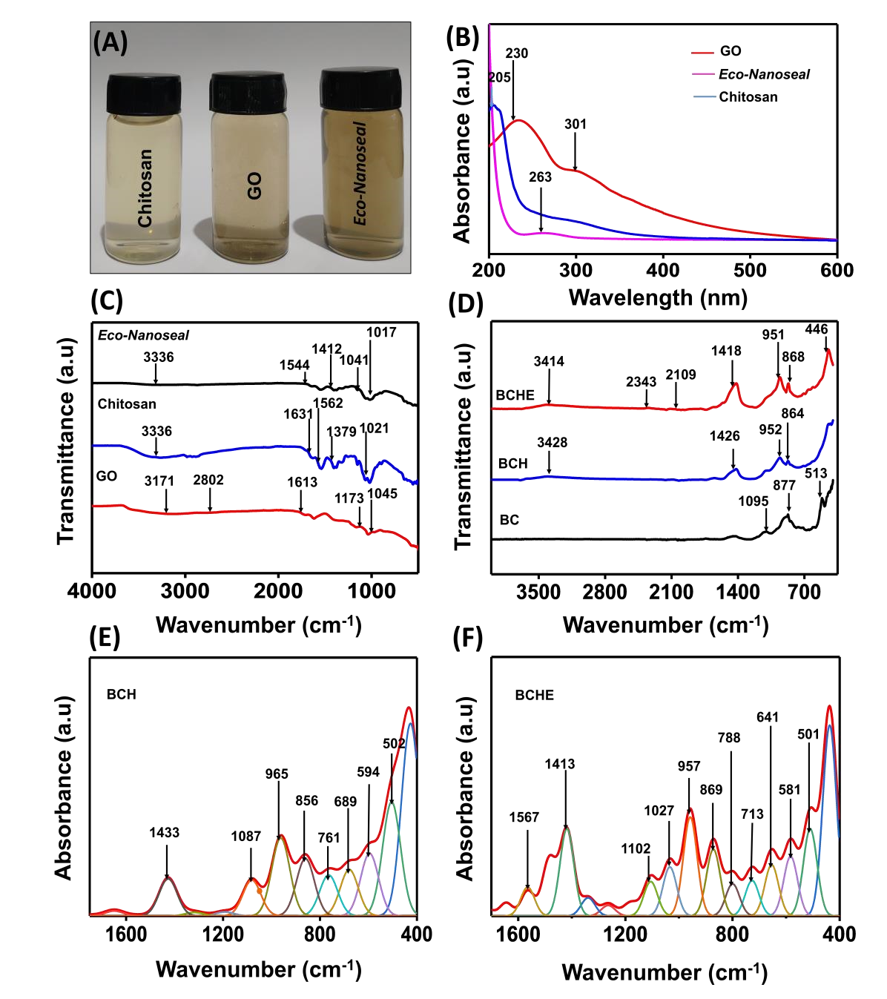 (A)
Chitosan
GO
Eco-Nanoseal
(B)
Absorbance (a.u)
230
205
301
263
GO
Eco-Nanoseal
Chitosan
200 300 400 500 600
Wavelength (nm)
(C)
Transmittance (a.u)
Eco-Nanoseal
3336
1544
1412
1041
1017
Chitosan
3336
1631
1562
1379
1021
GO
3171
2802
1613
1173
1045
4000 3000 2000 1000
Wavenumber (cm-1)
(D)
Transmittance (a.u)
BCHE
3414
2343
2109
1418
951
868
446
BCH
3428
1426
952
864
BC
1095
877
513
3500 2800 2100 1400 700
Wavenumber (cm-1)
(E)
Absorbance (a.u)
BCH
1433
1087
965
856
761
689
594
502
1600 1200 800 400
Wavenumber (cm-1)
(F)
Absorbance (a.u)
BCHE
1567
1413
1102
1027
957
869
788
713
641
581
501
1600 1200 800 400
Wavenumber (cm-1)